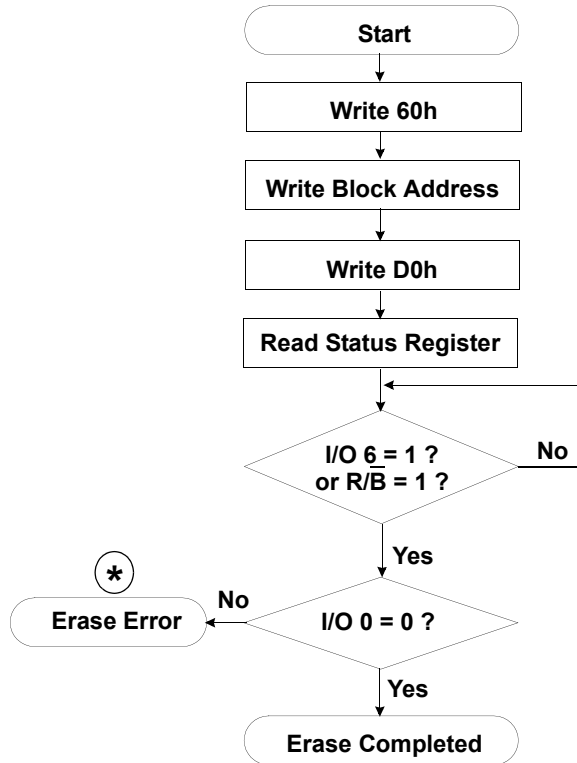 Start
Write 60h
Write Block Address
Write D0h
Read Status Register
I/O 6 = 1 ?
or R/B̅ = 1 ?
No
Yes
*
No
Erase Error
I/O 0 = 0 ?
Yes
Erase Completed